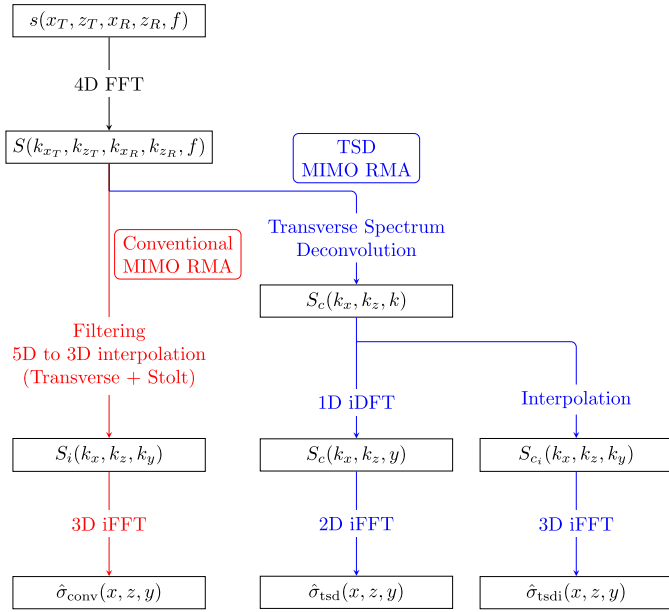 s(x_T, z_T, x_R, z_R, f)
4D FFT
S(k_{x_T}, k_{z_T}, k_{x_R}, k_{z_R}, f)
TSD
MIMO RMA
Transverse Spectrum
Deconvolution
Conventional
MIMO RMA
S_c(k_x, k_z, k)
Filtering
5D to 3D interpolation
(Transverse + Stolt)
1D iDFT
Interpolation
S_i(k_x, k_z, k_y)
S_c(k_x, k_z, y)
S_{c_i}(k_x, k_z, k_y)
3D iFFT
2D iFFT
3D iFFT
σ̂_conv(x, z, y)
σ̂_tsd(x, z, y)
σ̂_tsdi(x, z, y)